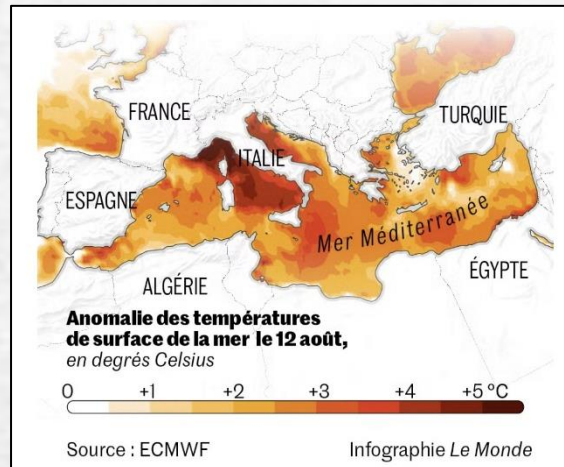 FRANCE
TURQUIE
ITALIE
ESPAGNE
Mer Méditerranée
ÉGYPTE
ALGÉRIE
Anomalie des températures
de surface de la mer le 12 août,
en degrés Celsius
0 +1 +2 +3 +4 +5 °C
Source : ECMWF Infographie Le Monde